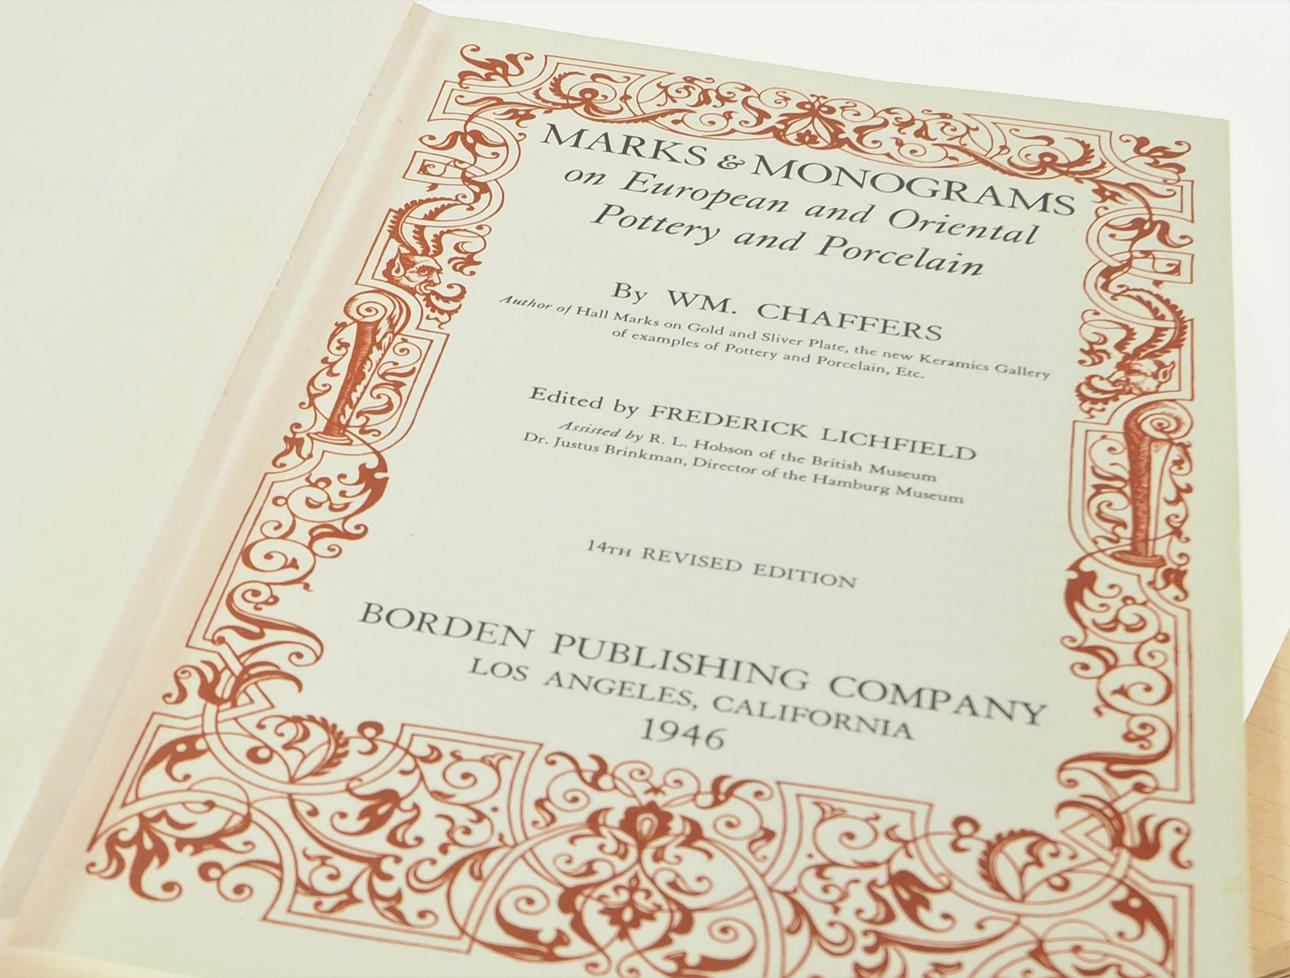 MARKS & MONOGRAMS
on European and Oriental
Pottery and Porcelain
By WM. CHAFFERS
Author of Hall Marks on Gold and Sliver Plate, the new Keramics Gallery
of examples of Pottery and Porcelain, Etc.
Edited by FREDERICK LICHFIELD
Assisted by R. L. Hobson of the British Museum
Dr. Justus Brinkman, Director of the Hamburg Museum
14TH REVISED EDITION
BORDEN PUBLISHING COMPANY
LOS ANGELES, CALIFORNIA
1946